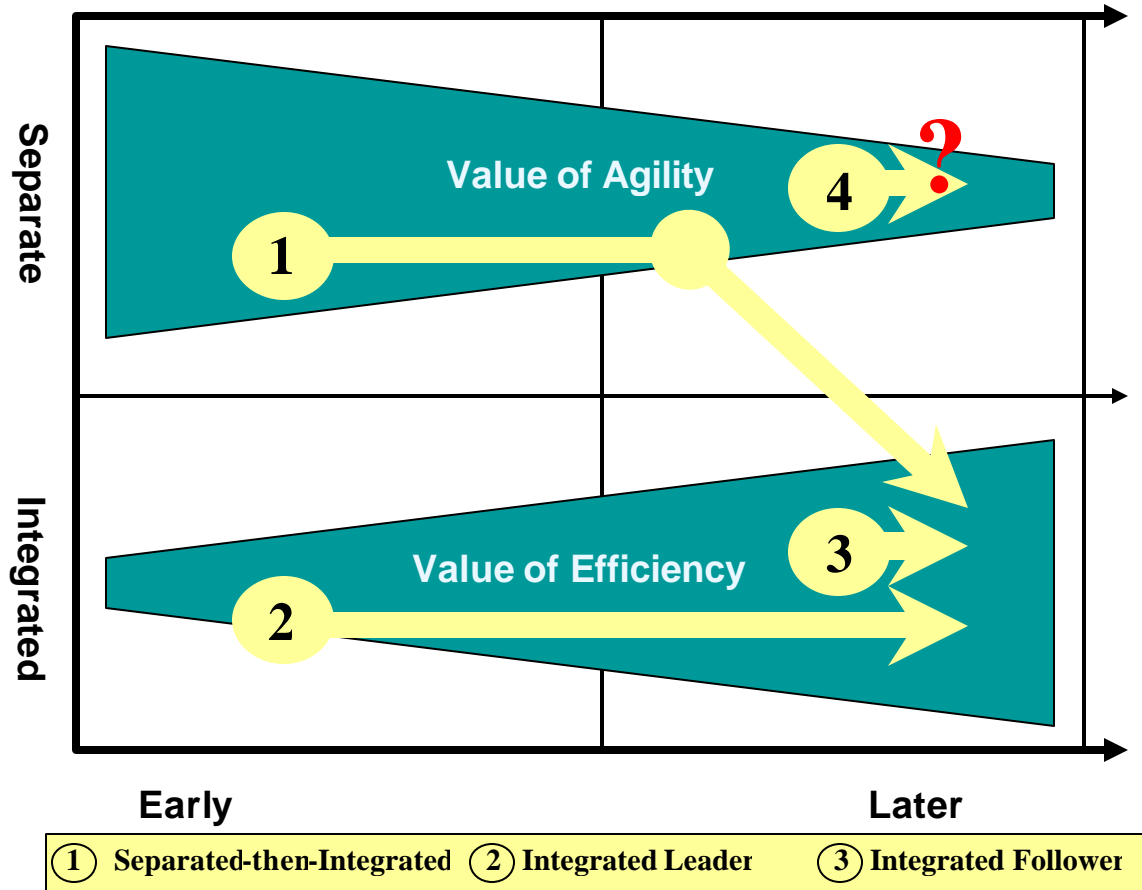 Separate
Value of Agility
?
4
1
Integrated
Value of Efficiency
3
2
Early
Later
1 Separated-then-Integrated 2 Integrated Leader 3 Integrated Follower